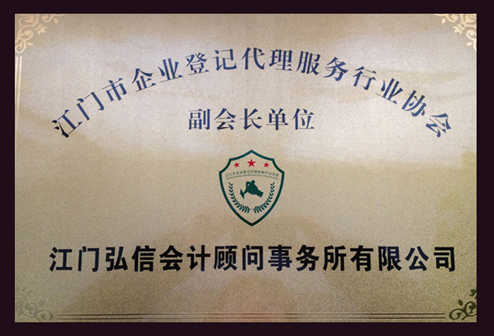 江门市企业登记代理服务行业协会
副会长单位
江门弘信会计顾问事务所有限公司